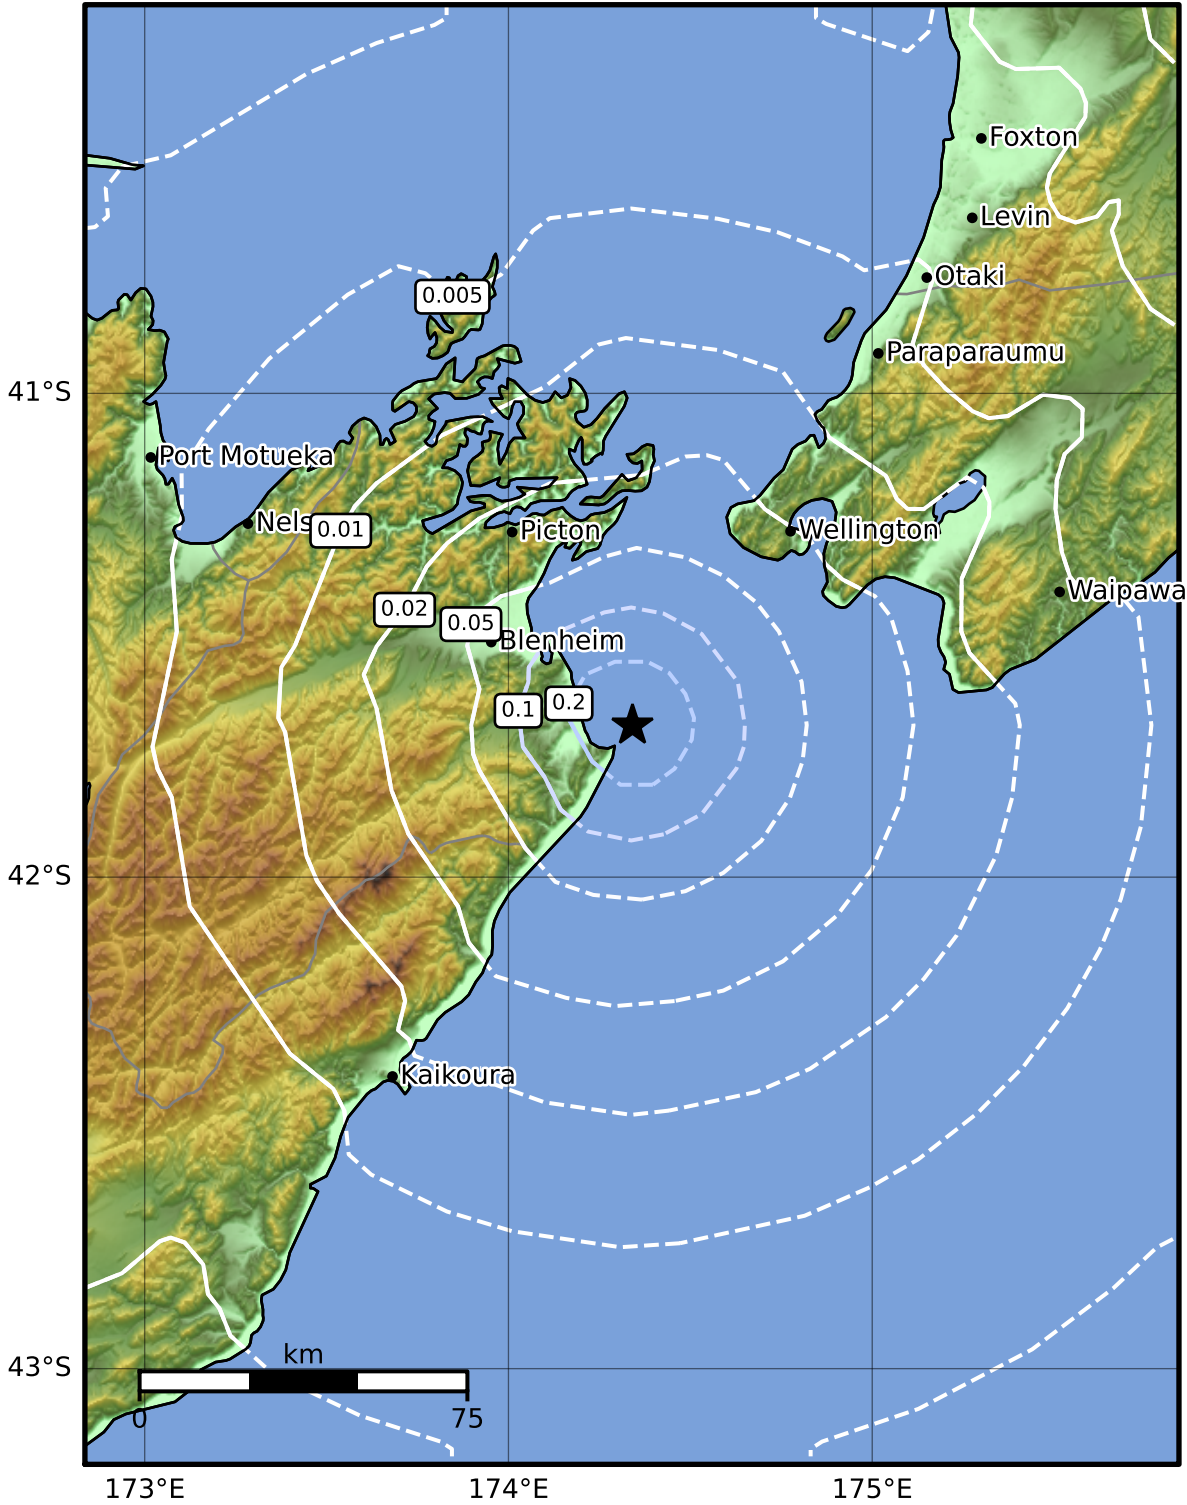 Foxton
Levin
Otaki
0.005
Paraparaumu
41°S
Port Motueka
Nels
0.01
Picton
Wellington
Waipawa
0.02
0.05
Blenheim
0.1
0.2
42°S
Kaikoura
43°S
km
0
75
173°E
174°E
175°E